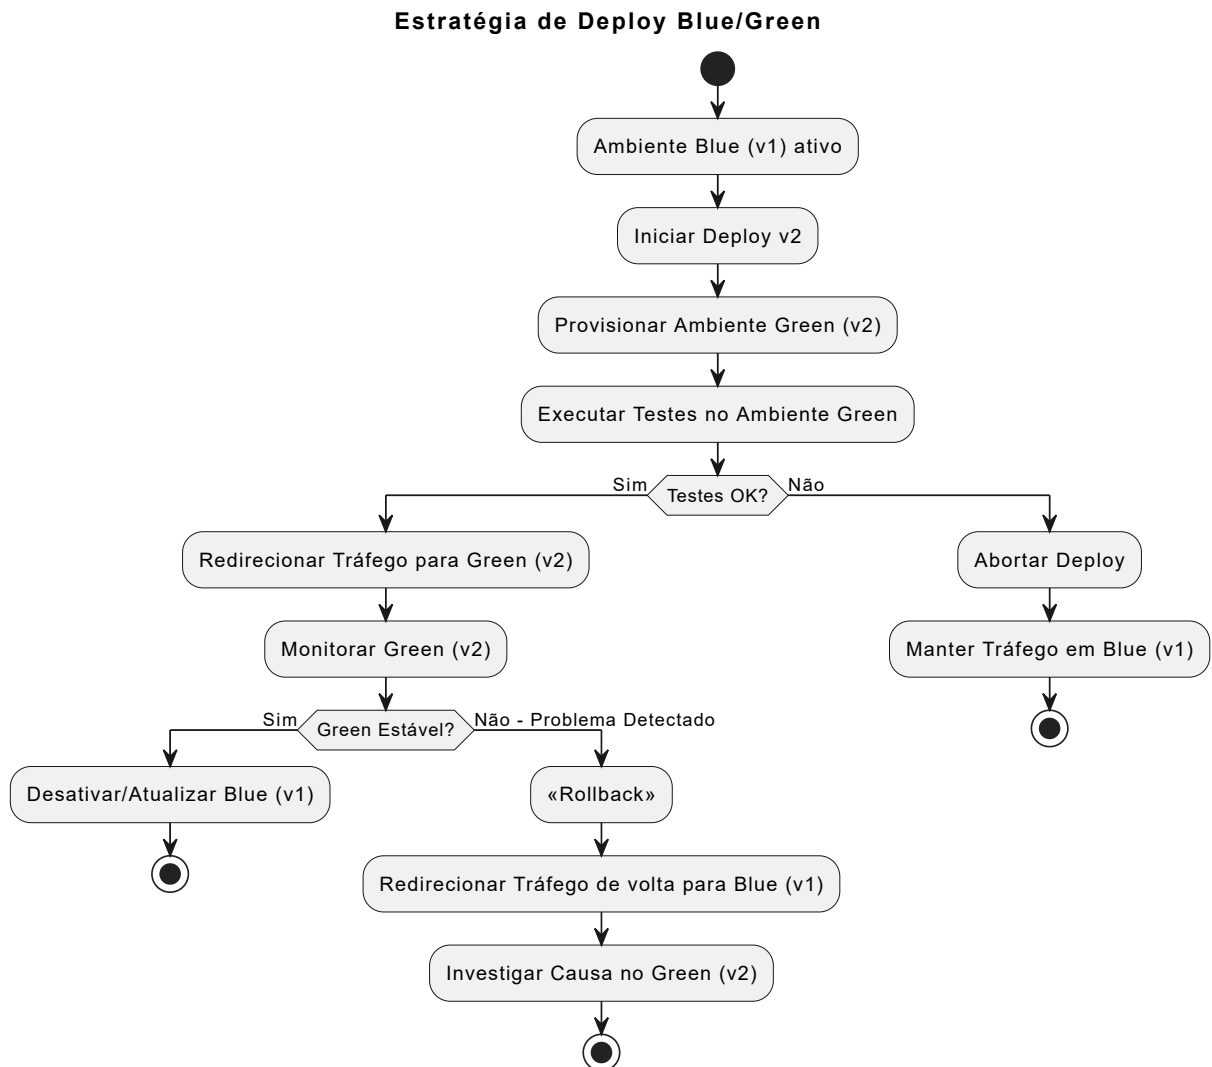 Estratégia de Deploy Blue/Green
Ambiente Blue (v1) ativo
Iniciar Deploy v2
Provisionar Ambiente Green (v2)
Executar Testes no Ambiente Green
Sim
Testes OK?
Não
Redirecionar Tráfego para Green (v2)
Abortar Deploy
Monitorar Green (v2)
Manter Tráfego em Blue (v1)
Sim
Green Estável?
Não - Problema Detectado
Desativar/Atualizar Blue (v1)
«Rollback»
Redirecionar Tráfego de volta para Blue (v1)
Investigar Causa no Green (v2)